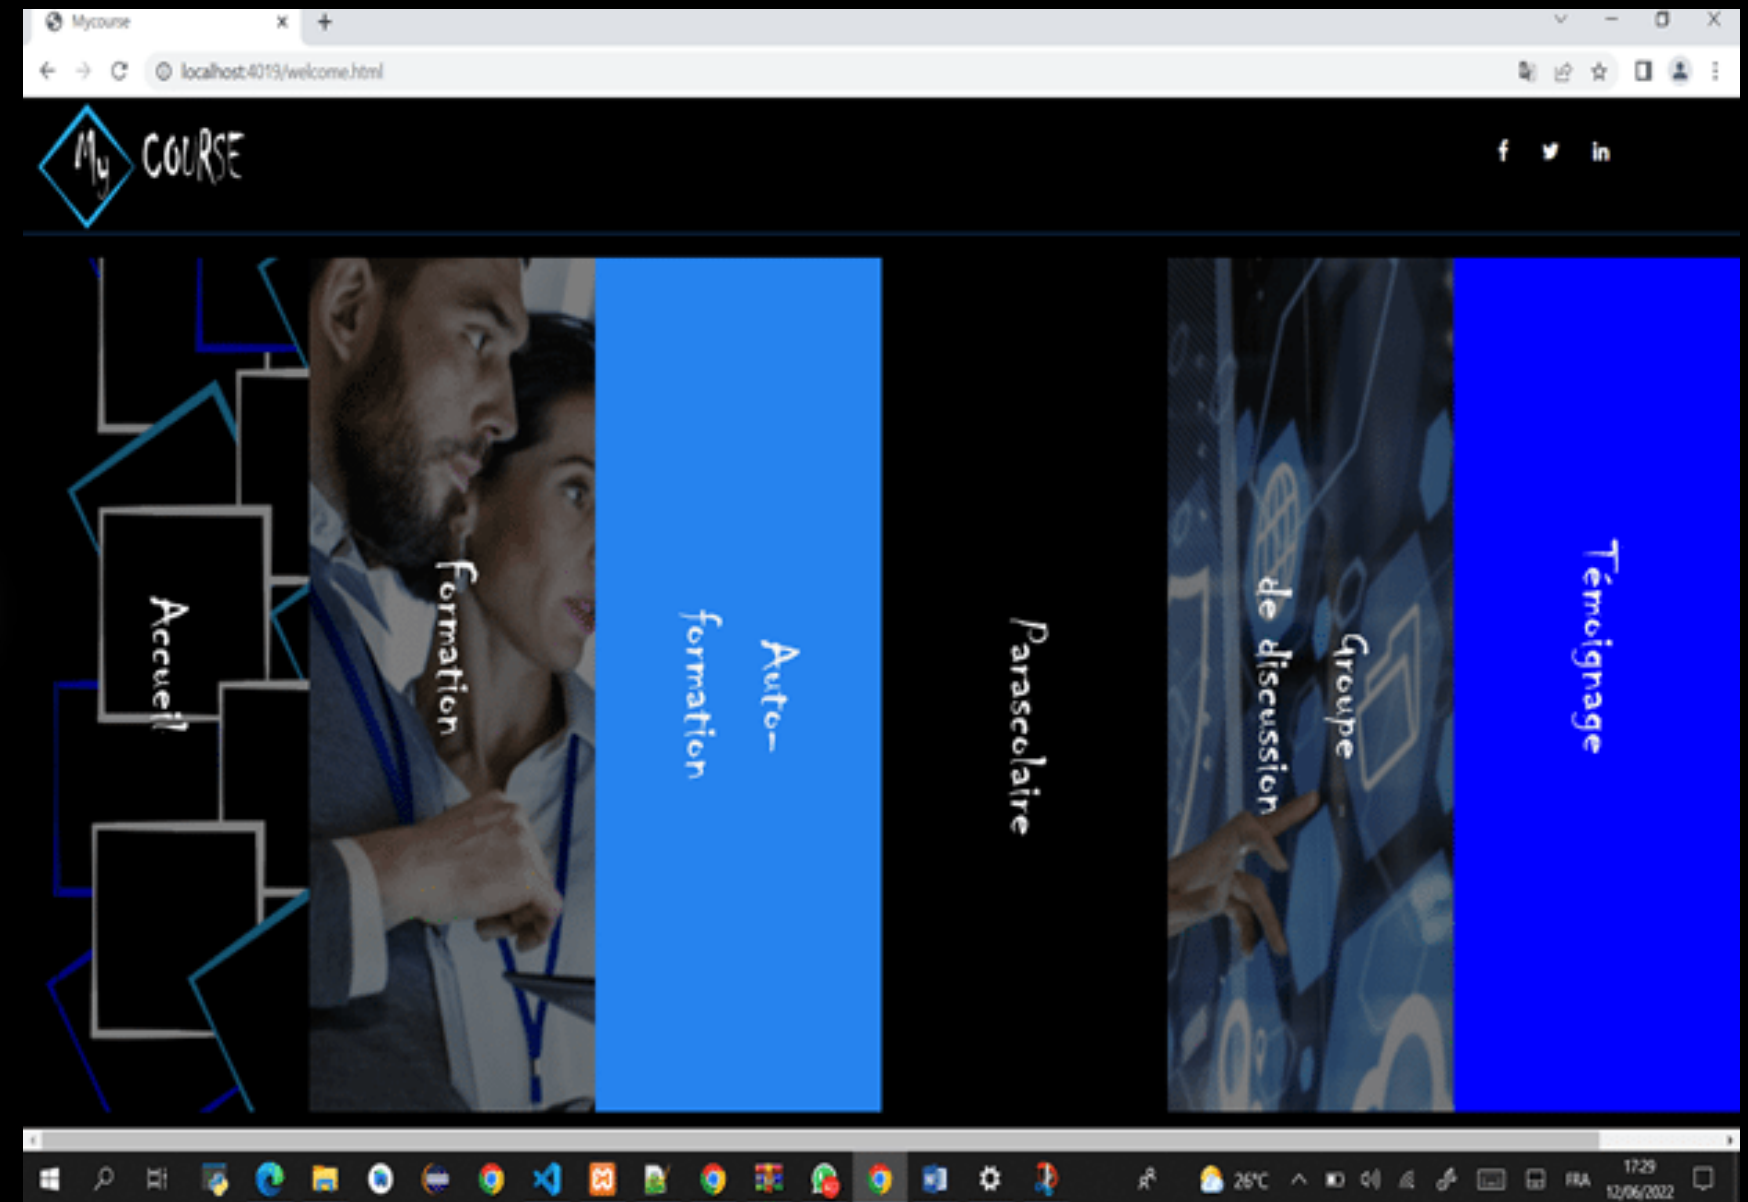 Mycourse
localhost:4019/welcome.html
My COURSE
f in
Accueil
Formation
Auto-
formation
Parascolaire
Groupe
de discussion
Témoignage
26°C
FRA
17:29
12/06/2022